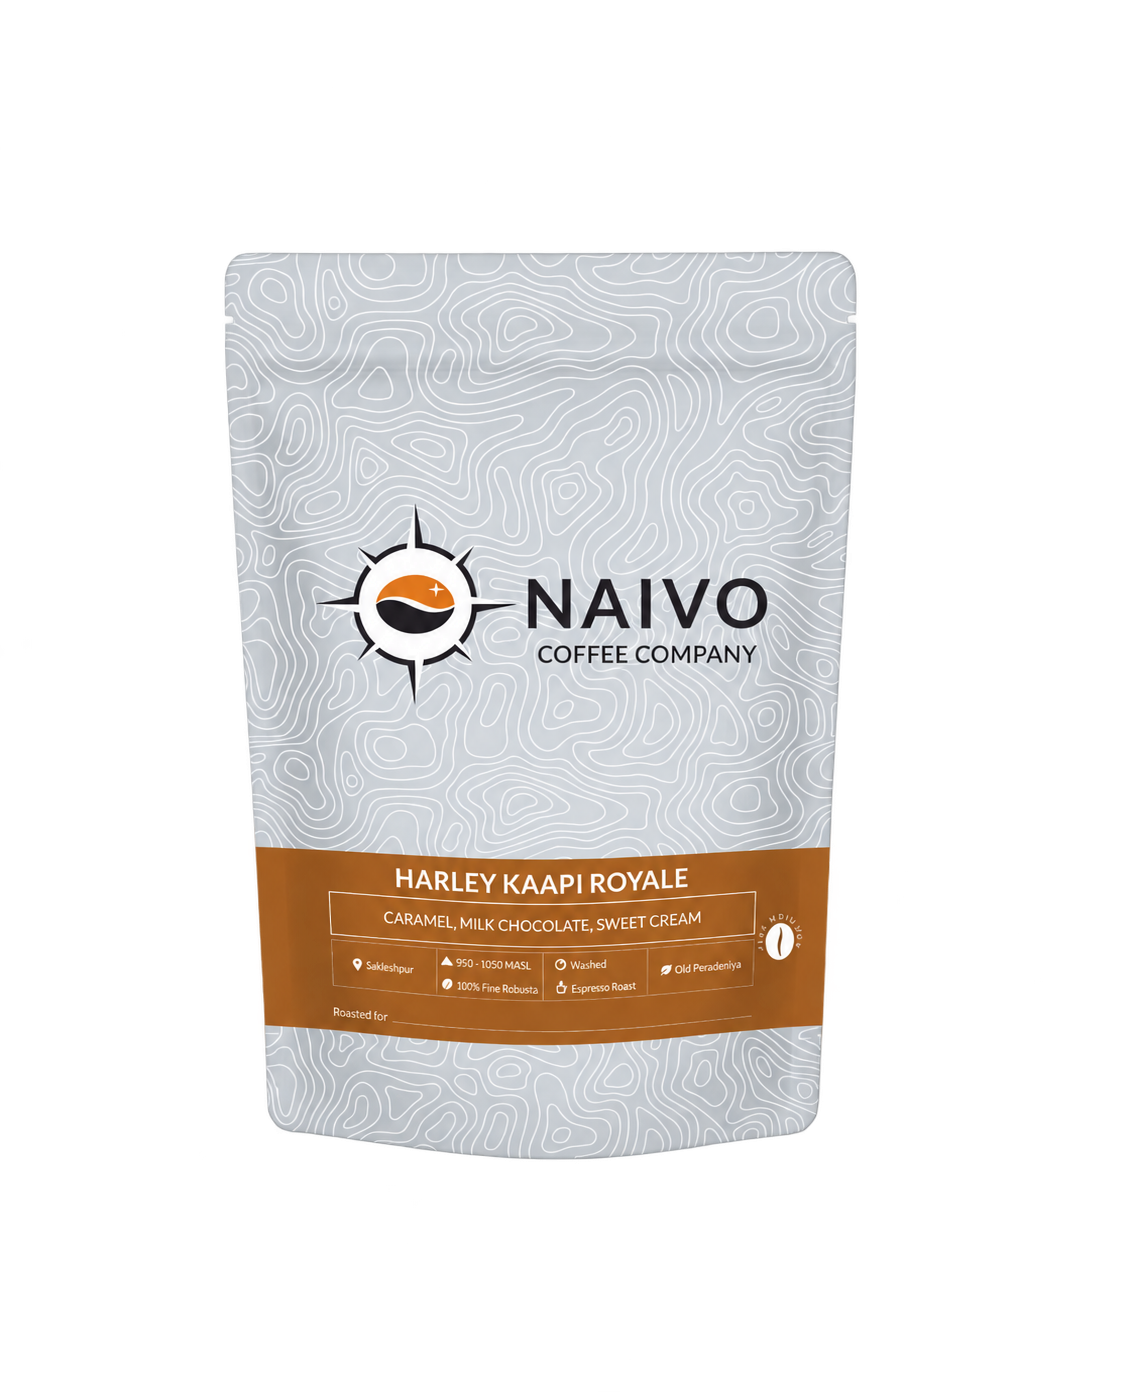 NAIVO
COFFEE COMPANY
HARLEY KAAPI ROYALE
CARAMEL, MILK CHOCOLATE, SWEET CREAM
Sakleshpur
950 - 1050 MASL
100% Fine Robusta
Washed
Espresso Roast
Old Peradeniya
Roasted for